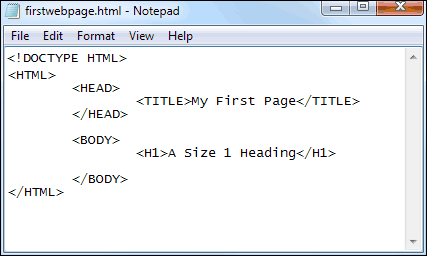 firstwebpage.html - Notepad
File Edit Format View Help
<!DOCTYPE HTML>
<HTML>
<HEAD>
<TITLE>My First Page</TITLE>
</HEAD>
<BODY>
<H1>A Size 1 Heading</H1>
</BODY>
</HTML>